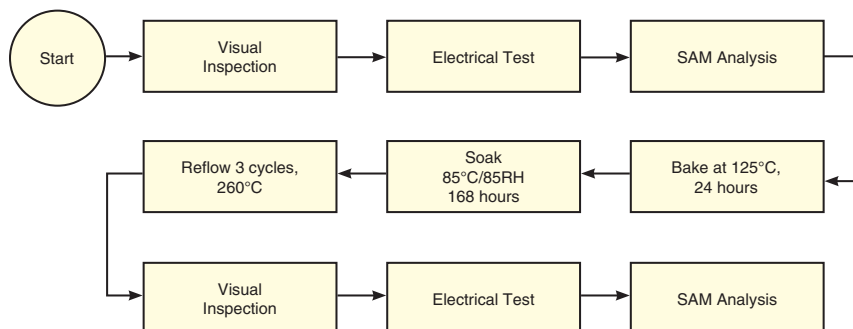 Start
Visual
Inspection
Electrical Test
SAM Analysis
Bake at 125°C,
24 hours
Soak
85°C/85RH
168 hours
Reflow 3 cycles,
260°C
Visual
Inspection
Electrical Test
SAM Analysis